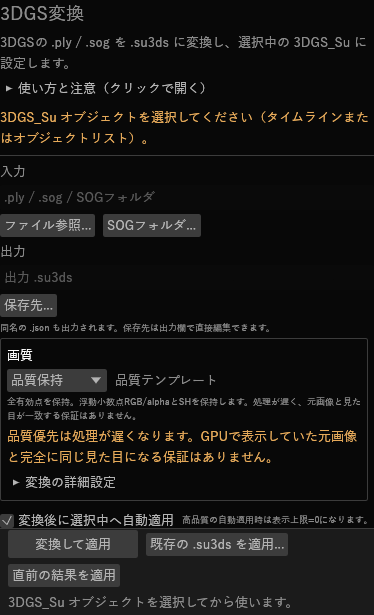 3DGS変換
3DGSの .ply / .sog を .su3ds に変換し、選択中の 3DGS_Su に
設定します。
▸ 使い方と注意（クリックで開く）
3DGS_Su オブジェクトを選択してください（タイムラインまた
はオブジェクトリスト）。
入力
.ply / .sog / SOGフォルダ
ファイル参照... SOGフォルダ...
出力
出力 .su3ds
保存先...
同名の .json も出力されます。保存先は出力欄で直接編集できます。
画質
品質保持 品質テンプレート
全有効点を保持。浮動小数点RGB/alphaとSHを保持します。処理が遅く、元画像と見た
目が一致する保証はありません。
品質優先は処理が遅くなります。GPUで表示していた元画像
と完全に同じ見た目になる保証はありません。
▸ 変換の詳細設定
変換後に選択中へ自動適用 高品質の自動適用時は表示上限=0になります。
変換して適用 既存の .su3ds を適用...
直前の結果を適用
3DGS_Su オブジェクトを選択してから使います。